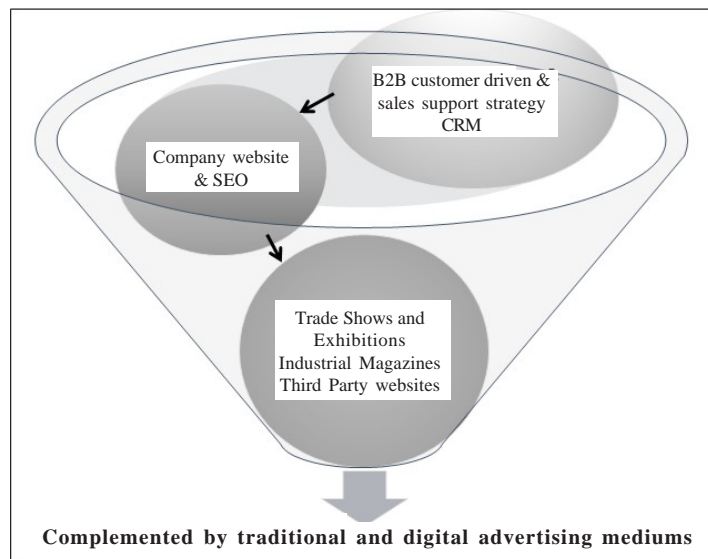 B2B customer driven &
sales support strategy
CRM
Company website
& SEO
Trade Shows and
Exhibitions
Industrial Magazines
Third Party websites
Complemented by traditional and digital advertising mediums